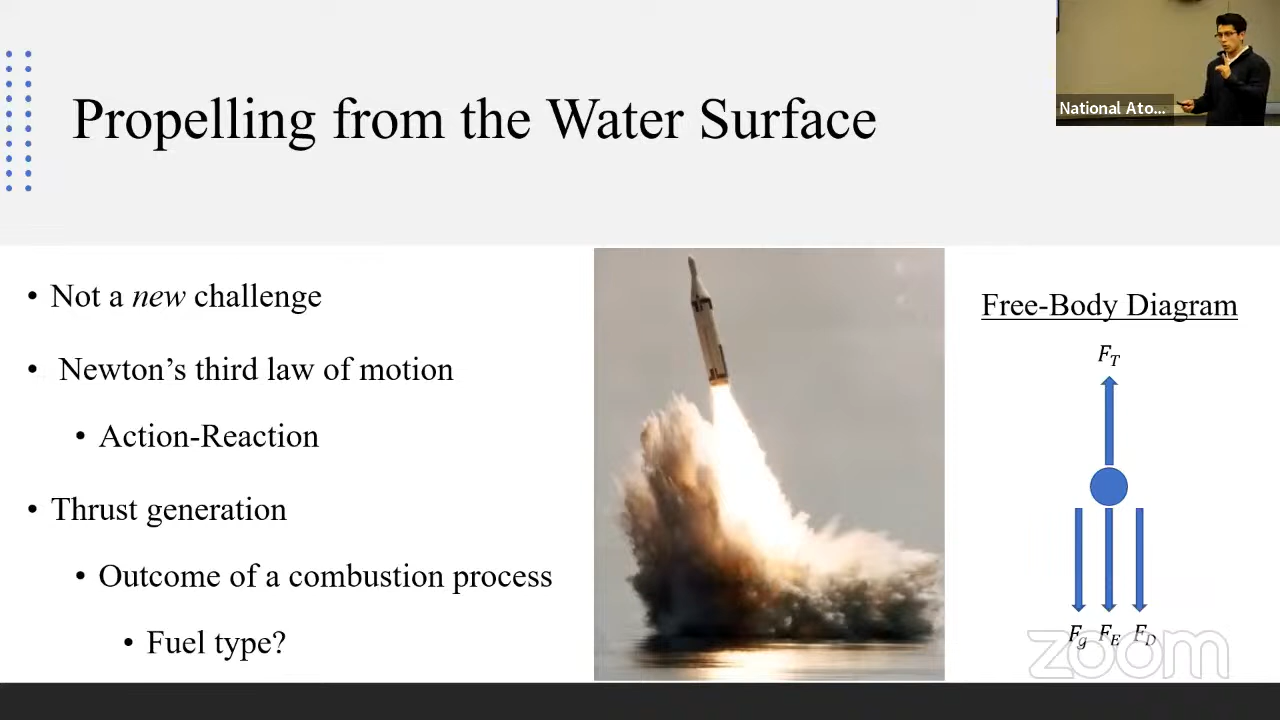 Propelling from the Water Surface
National Ato...
• Not a new challenge
• Newton’s third law of motion
• Action-Reaction
• Thrust generation
• Outcome of a combustion process
• Fuel type?
Free-Body Diagram
F_T
F_g F_E F_D
zoom